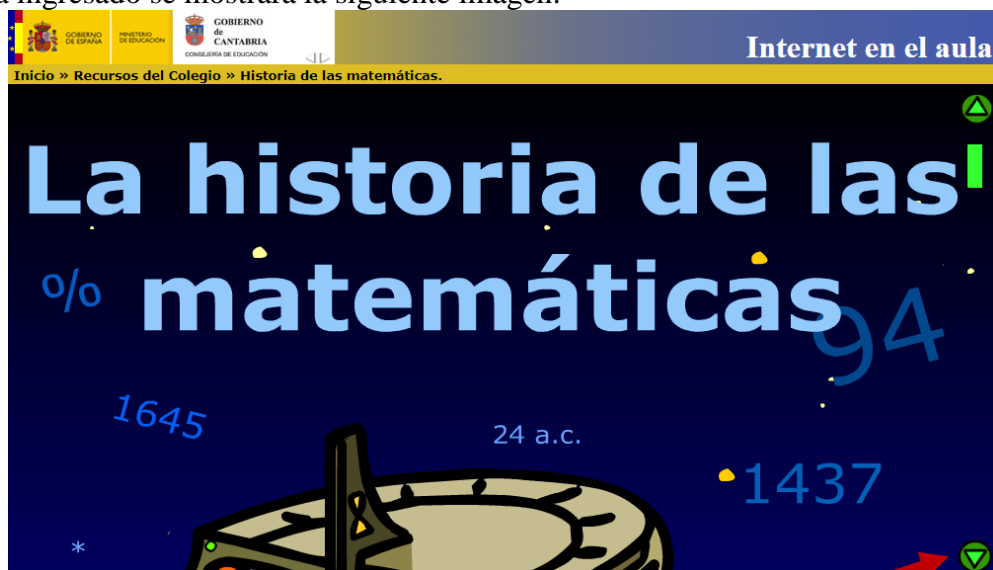 ingresado se mostrará la siguiente imagen:
GOBIERNO
DE ESPAÑA
MINISTERIO
DE EDUCACIÓN
GOBIERNO
de
CANTABRIA
CONSEJERÍA DE EDUCACIÓN
Internet en el aula
Inicio » Recursos del Colegio » Historia de las matemáticas.
La historia de las
matemáticas
%
94
1645
24 a.c.
1437
*